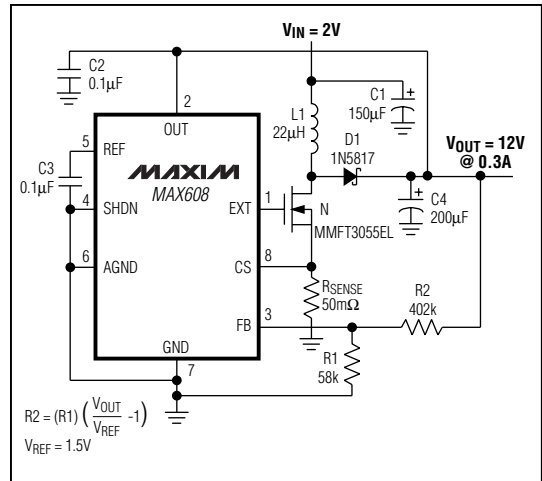 VIN = 2V
C2
0.1µF
C1
150µF
L1
22µH
2
OUT
D1
1N5817
VOUT = 12V
@ 0.3A
5
REF
C3
0.1µF
MAXIM
MAX608
4
SHDN
EXT
1
N
MMFT3055EL
C4
200µF
6
AGND
CS
8
RSENSE
50mΩ
R2
402k
FB
3
GND
7
R1
58k
R2 = (R1) (VOUT/VREF -1)
VREF = 1.5V